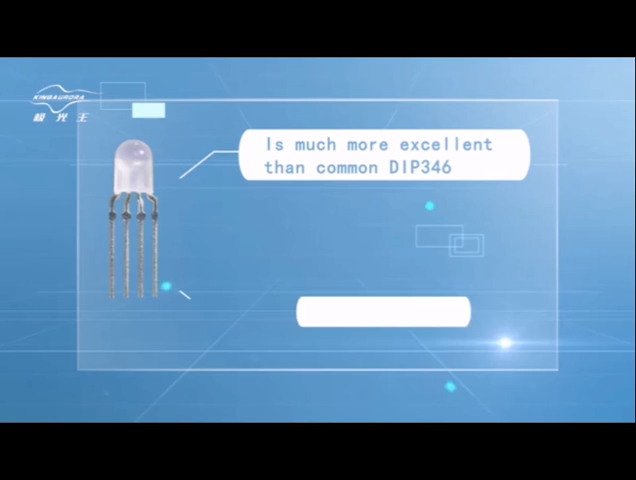 KINGAURORA
极光王
Is much more excellent
than common DIP346